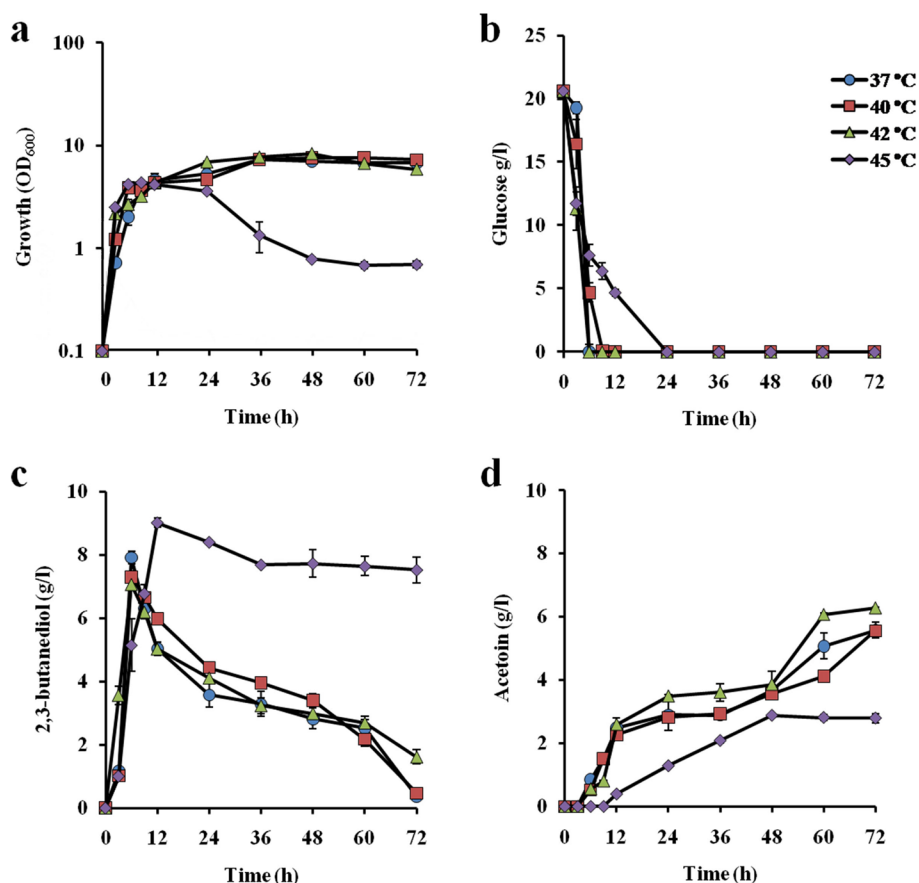 a
100
10
1
0.1
Growth (OD600)
0 12 24 36 48 60 72
Time (h)
b
25
20
15
10
5
0
Glucose g/l)
0 12 24 36 48 60 72
Time (h)
37 °C
40 °C
42 °C
45 °C
c
10
8
6
4
2
0
2,3-butanediol (g/l)
0 12 24 36 48 60 72
Time (h)
d
10
8
6
4
2
0
Acetoin (g/l)
0 12 24 36 48 60 72
Time (h)